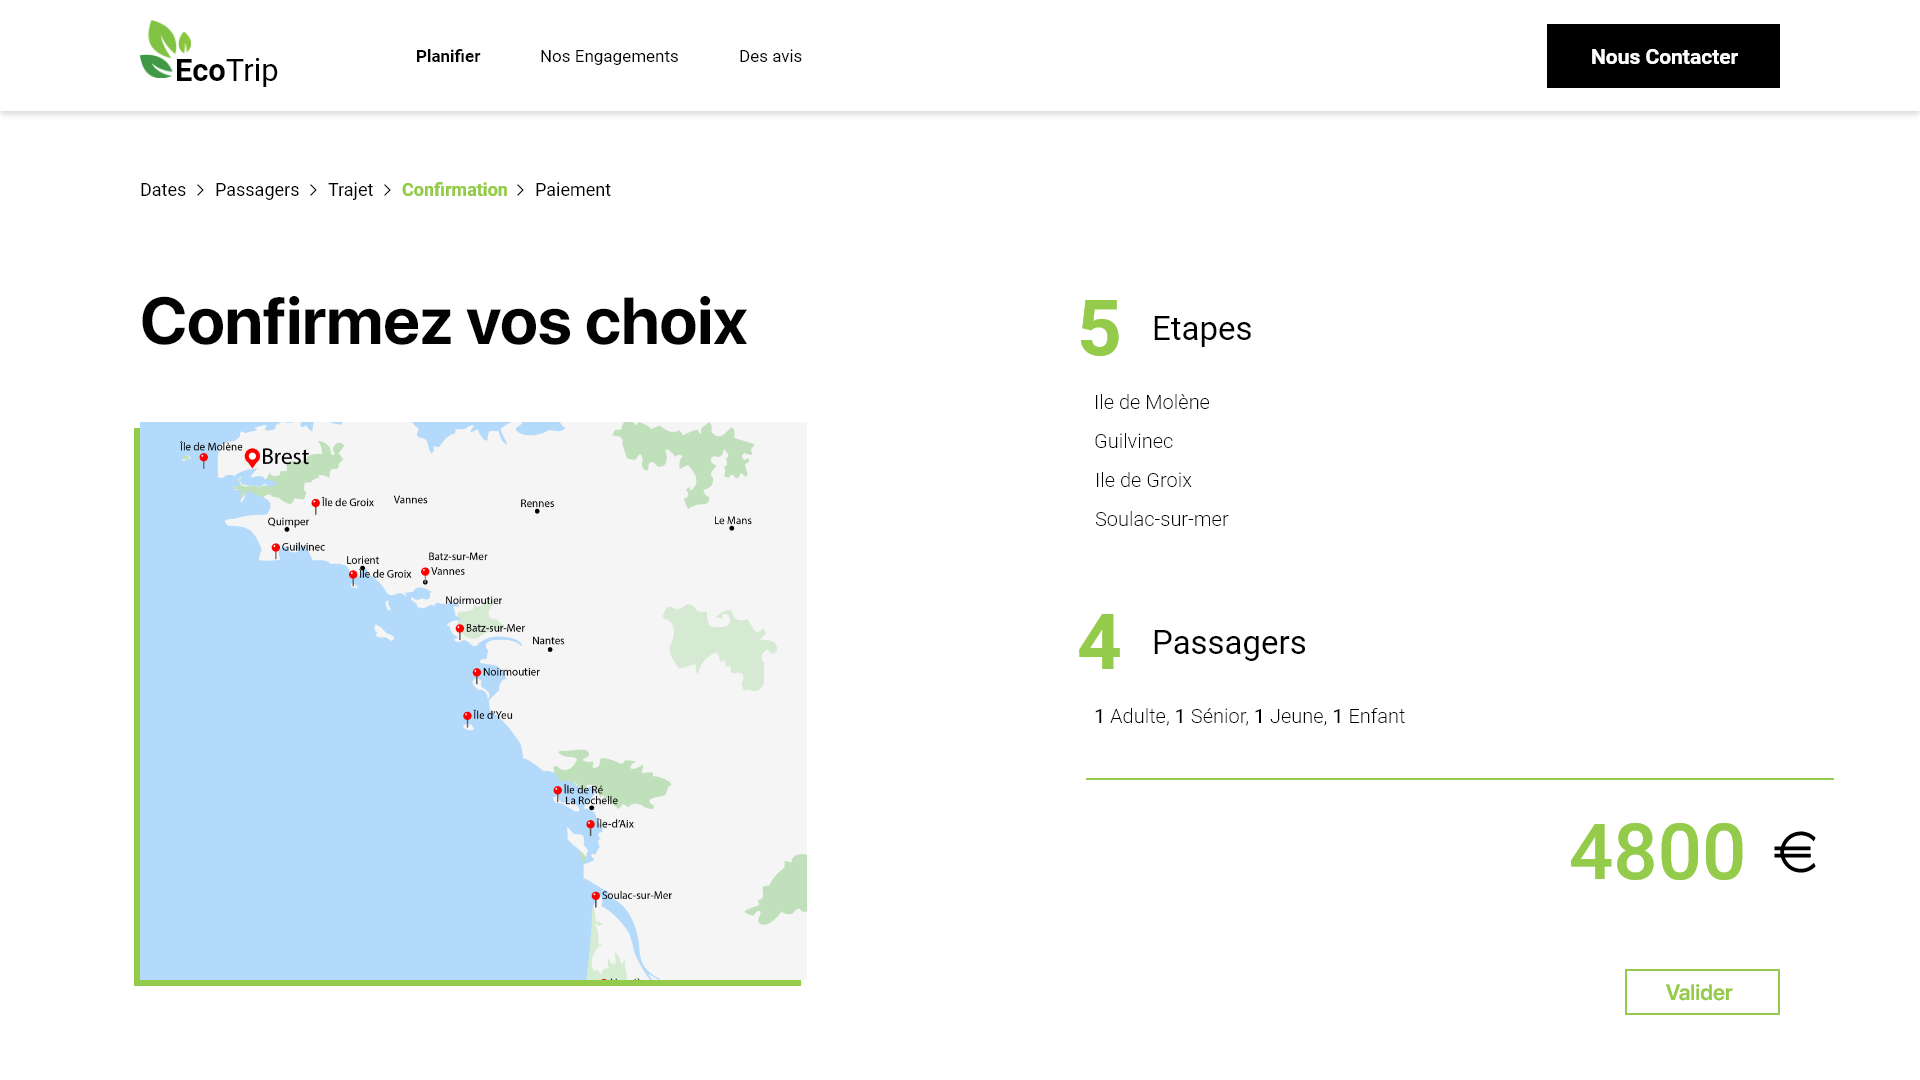 EcoTrip
Planifier
Nos Engagements
Des avis
Nous Contacter
Dates > Passagers > Trajet > Confirmation > Paiement
Confirmez vos choix
5 Etapes
Ile de Molène
Guilvinec
Ile de Groix
Soulac-sur-mer
4 Passagers
1 Adulte, 1 Sénior, 1 Jeune, 1 Enfant
4800 €
Valider
Île de Molène
Brest
Île de Groix
Vannes
Rennes
Le Mans
Quimper
Guilvinec
Lorient
Île de Groix
Batz-sur-Mer
Vannes
Noirmoutier
Batz-sur-Mer
Nantes
Noirmoutier
Île d'Yeu
Île de Ré
La Rochelle
Île-d'Aix
Soulac-sur-Mer